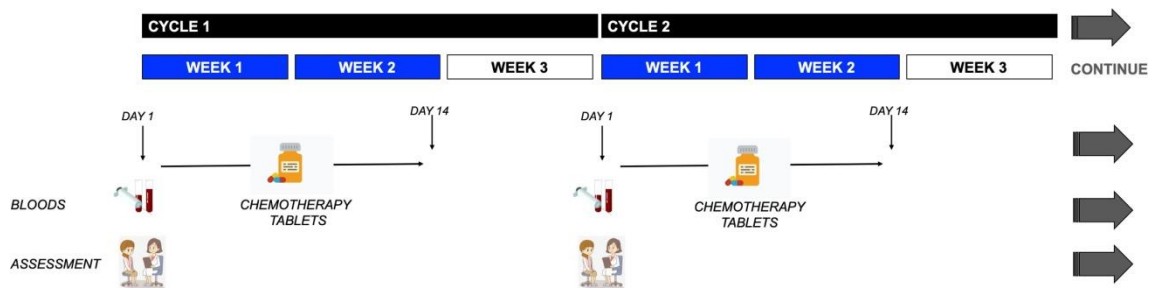 CYCLE 1 CYCLE 2
WEEK 1 WEEK 2 WEEK 3 WEEK 1 WEEK 2 WEEK 3 CONTINUE
DAY 1 DAY 14 DAY 1 DAY 14
BLOODS CHEMOTHERAPY CHEMOTHERAPY
TABLETS TABLETS
ASSESSMENT